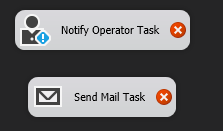 Notify Operator Task
Send Mail Task